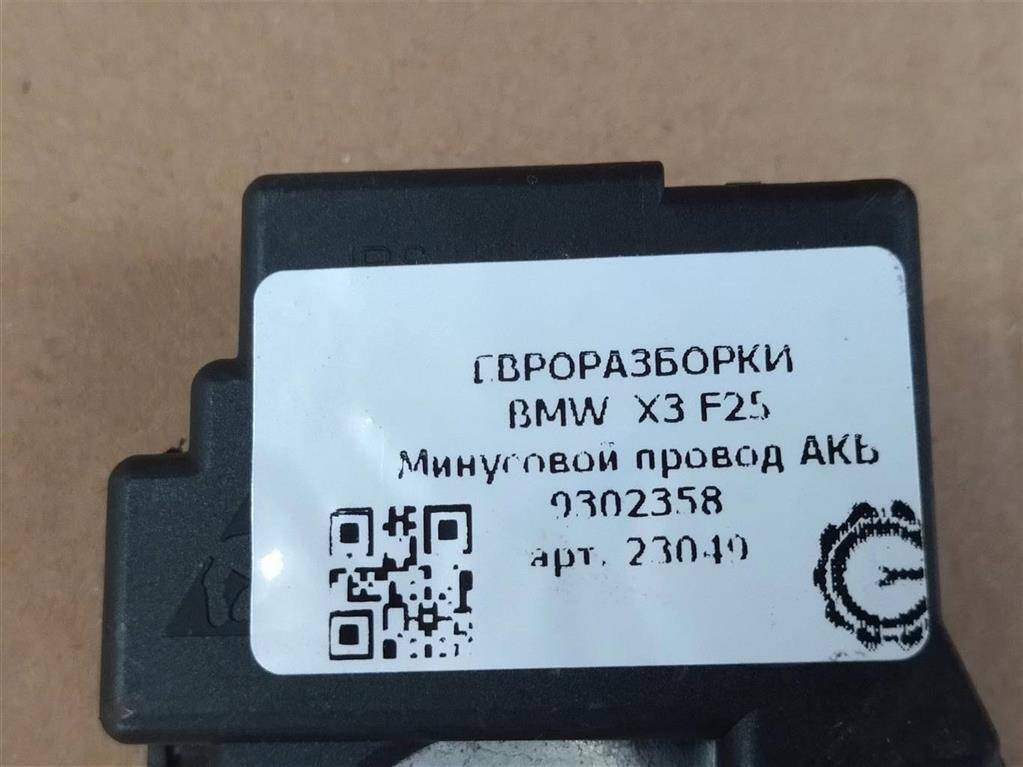 ЕВРОРАЗБОРКИ
BMW X3 F25
Минусовой провод АКБ
9302358
арт. 23049